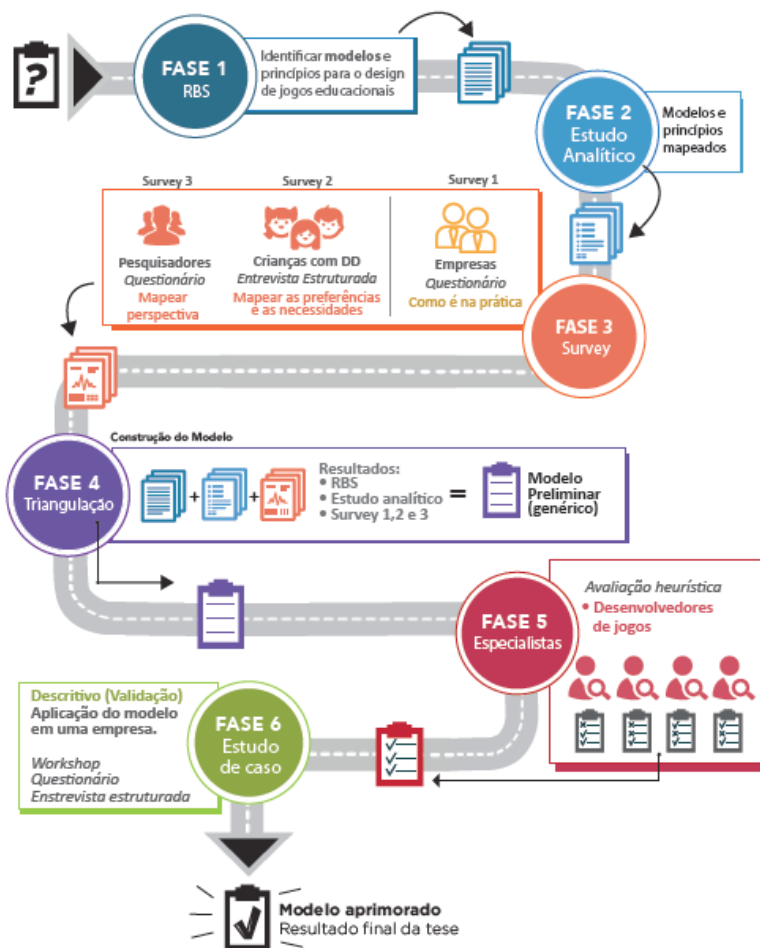 ?
FASE 1
RBS
Identificar modelos e
princípios para o design
de jogos educacionais
FASE 2
Estudo
Analítico
Modelos e
princípios
mapeados
Survey 3
Pesquisadores
Questionário
Mapear
perspectiva
Survey 2
Crianças com DD
Entrevista Estruturada
Mapear as preferências
e as necessidades
Survey 1
Empresas
Questionário
Como é na prática
FASE 3
Survey
Construção do Modelo
FASE 4
Triangulação
+
+
Resultados:
• RBS
• Estudo analítico
• Survey 1,2 e 3
=
Modelo
Preliminar
(genérico)
FASE 5
Especialistas
Avaliação heurística
• Desenvolvedores
de jogos
Descritivo (Validação)
Aplicação do modelo
em uma empresa.
Workshop
Questionário
Enstrevista estruturada
FASE 6
Estudo
de caso
Modelo aprimorado
Resultado final da tese